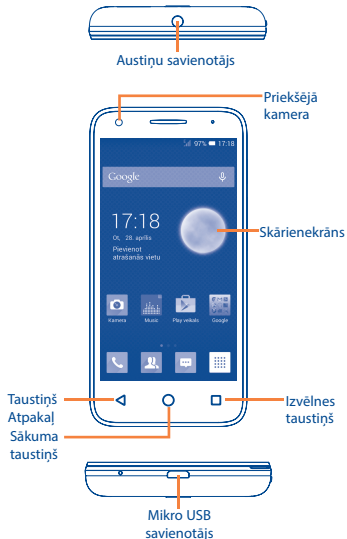 Austiņu savienotājs
Priekšējā
kamera
97% 17:18
Google
17:18
Ot, 28. aprīlis
Pievienot
atrašanās vietu
Skārienekrāns
Kamera Music Play veikals Google
Taustiņš
Atpakaļ
Sākuma
taustiņš
Izvēlnes
taustiņš
Mikro USB
savienotājs